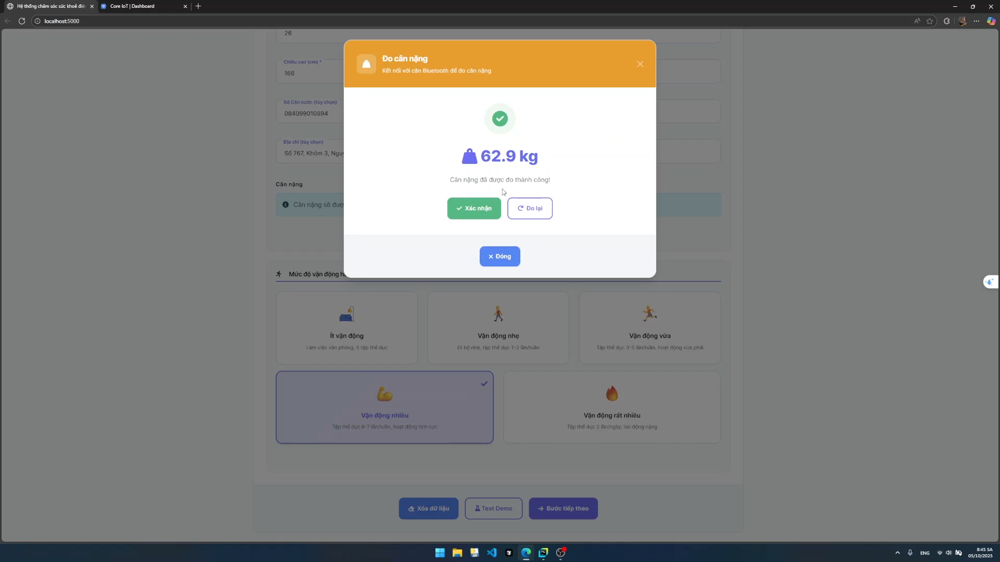 Hệ thống chăm sóc sức khoẻ điệ
Core IoT | Dashboard
localhost:5000
26
Chiều cao (cm) *
166
Số Căn cước (tùy chọn)
084099010894
Địa chỉ (tùy chọn)
Số 767, Khóm 3, Nguy
Cân nặng
Cân nặng sẽ đượ
Đo cân nặng
Kết nối với cân Bluetooth để đo cân nặng
62.9 kg
Cân nặng đã được đo thành công!
Xác nhận
Đo lại
Đóng
Mức độ vận động h
Ít vận động
Làm việc văn phòng, ít tập thể dục
Vận động nhẹ
Đi bộ nhẹ, tập thể dục 1-3 lần/tuần
Vận động vừa
Tập thể dục 3-5 lần/tuần, hoạt động vừa phải
Vận động nhiều
Tập thể dục 6-7 lần/tuần, hoạt động tích cực
Vận động rất nhiều
Tập thể dục 2 lần/ngày, lao động nặng
Xóa dữ liệu
Test Demo
Bước tiếp theo
ENG
8:45 SA
05/10/2025